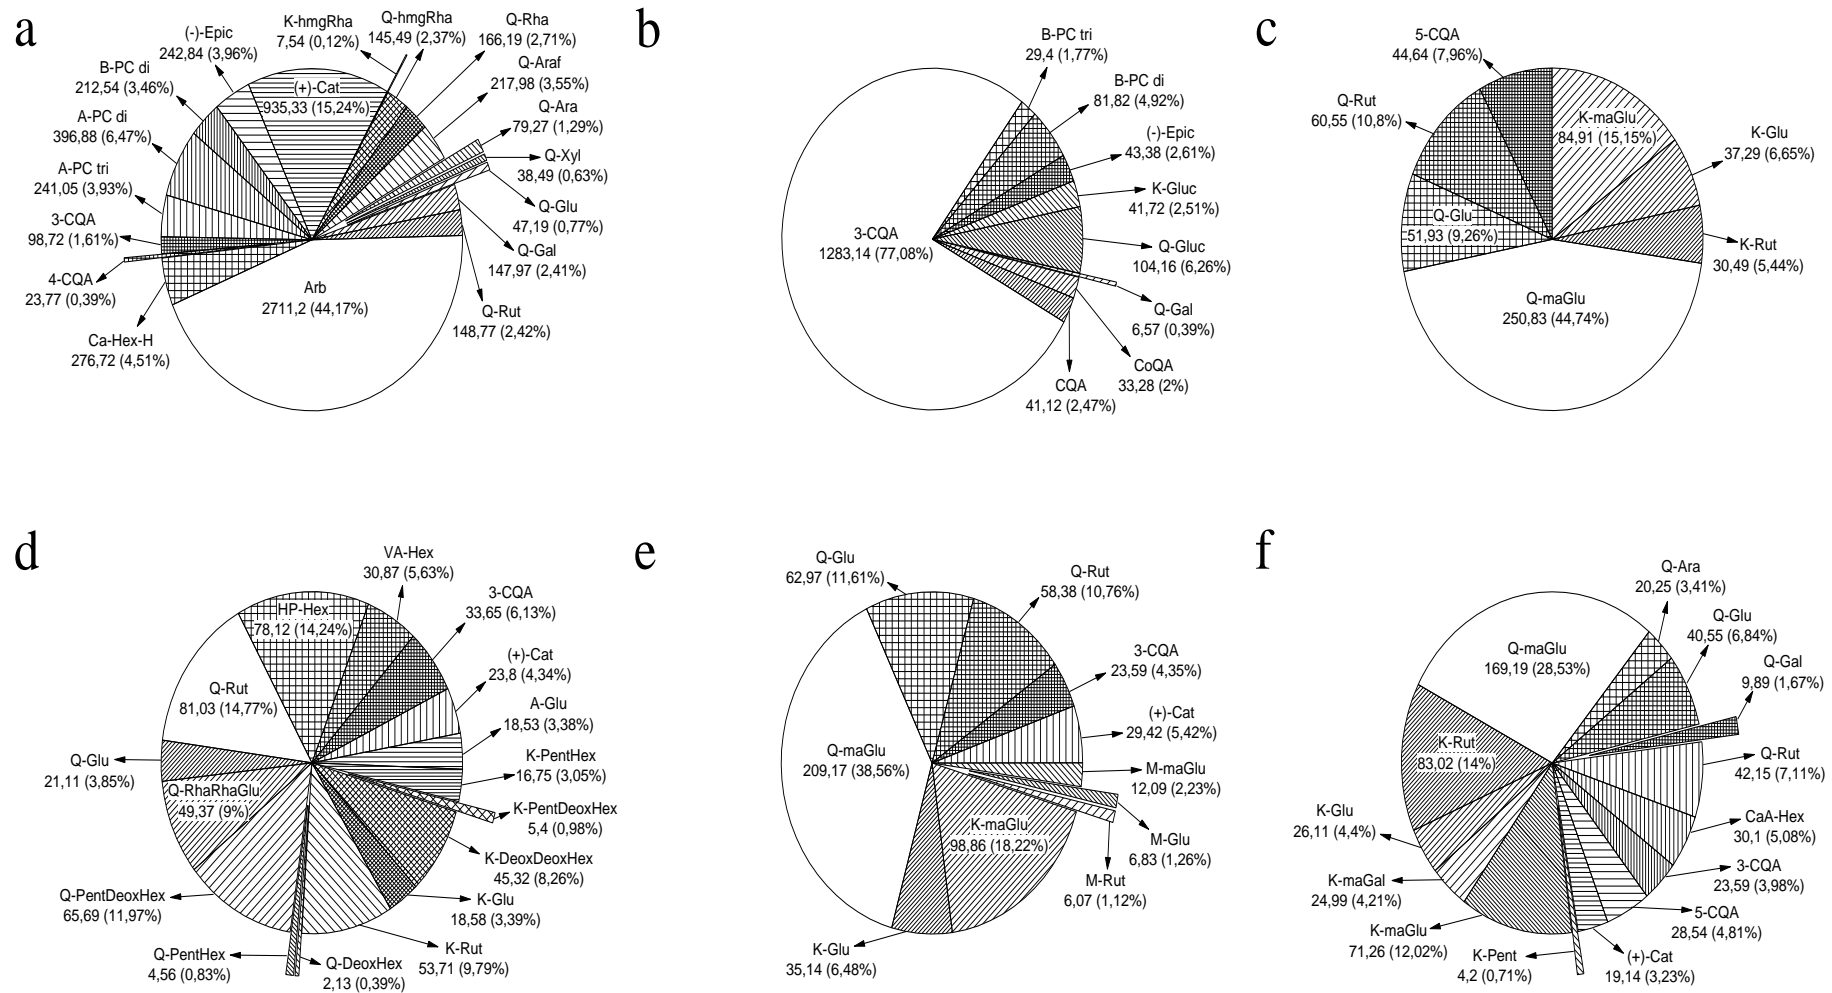 a
K-hmgRha
7,54 (0,12%)
Q-hmgRha
145,49 (2,37%)
Q-Rha
166,19 (2,71%)
Q-Araf
217,98 (3,55%)
Q-Ara
79,27 (1,29%)
Q-Xyl
38,49 (0,63%)
Q-Glu
47,19 (0,77%)
Q-Gal
147,97 (2,41%)
Q-Rut
148,77 (2,42%)
Arb
2711,2 (44,17%)
Ca-Hex-H
276,72 (4,51%)
4-CQA
23,77 (0,39%)
3-CQA
98,72 (1,61%)
A-PC tri
241,05 (3,93%)
A-PC di
396,88 (6,47%)
B-PC di
212,54 (3,46%)
(-)-Epic
242,84 (3,96%)
(+)-Cat
935,33 (15,24%)
b
B-PC tri
29,4 (1,77%)
B-PC di
81,82 (4,92%)
(-)-Epic
43,38 (2,61%)
K-Gluc
41,72 (2,51%)
Q-Gluc
104,16 (6,26%)
Q-Gal
6,57 (0,39%)
CoQA
33,28 (2%)
CQA
41,12 (2,47%)
3-CQA
1283,14 (77,08%)
c
5-CQA
44,64 (7,96%)
K-maGlu
84,91 (15,15%)
K-Glu
37,29 (6,65%)
K-Rut
30,49 (5,44%)
Q-maGlu
250,83 (44,74%)
Q-Glu
51,93 (9,26%)
Q-Rut
60,55 (10,8%)
d
VA-Hex
30,87 (5,63%)
3-CQA
33,65 (6,13%)
(+)-Cat
23,8 (4,34%)
A-Glu
18,53 (3,38%)
K-PentHex
16,75 (3,05%)
K-PentDeoxHex
5,4 (0,98%)
K-DeoxDeoxHex
45,32 (8,26%)
K-Glu
18,58 (3,39%)
K-Rut
53,71 (9,79%)
Q-DeoxHex
2,13 (0,39%)
Q-PentHex
4,56 (0,83%)
Q-PentDeoxHex
65,69 (11,97%)
Q-RhaRhaGlu
49,37 (9%)
Q-Glu
21,11 (3,85%)
Q-Rut
81,03 (14,77%)
HP-Hex
78,12 (14,24%)
e
Q-Glu
62,97 (11,61%)
Q-Rut
58,38 (10,76%)
3-CQA
23,59 (4,35%)
(+)-Cat
29,42 (5,42%)
M-maGlu
12,09 (2,23%)
M-Glu
6,83 (1,26%)
M-Rut
6,07 (1,12%)
K-maGlu
98,86 (18,22%)
K-Glu
35,14 (6,48%)
Q-maGlu
209,17 (38,56%)
f
Q-Ara
20,25 (3,41%)
Q-Glu
40,55 (6,84%)
Q-Gal
9,89 (1,67%)
Q-Rut
42,15 (7,11%)
CaA-Hex
30,1 (5,08%)
3-CQA
23,59 (3,98%)
5-CQA
28,54 (4,81%)
(+)-Cat
19,14 (3,23%)
K-Pent
4,2 (0,71%)
K-maGlu
71,26 (12,02%)
K-maGal
24,99 (4,21%)
K-Glu
26,11 (4,4%)
K-Rut
83,02 (14%)
Q-maGlu
169,19 (28,53%)